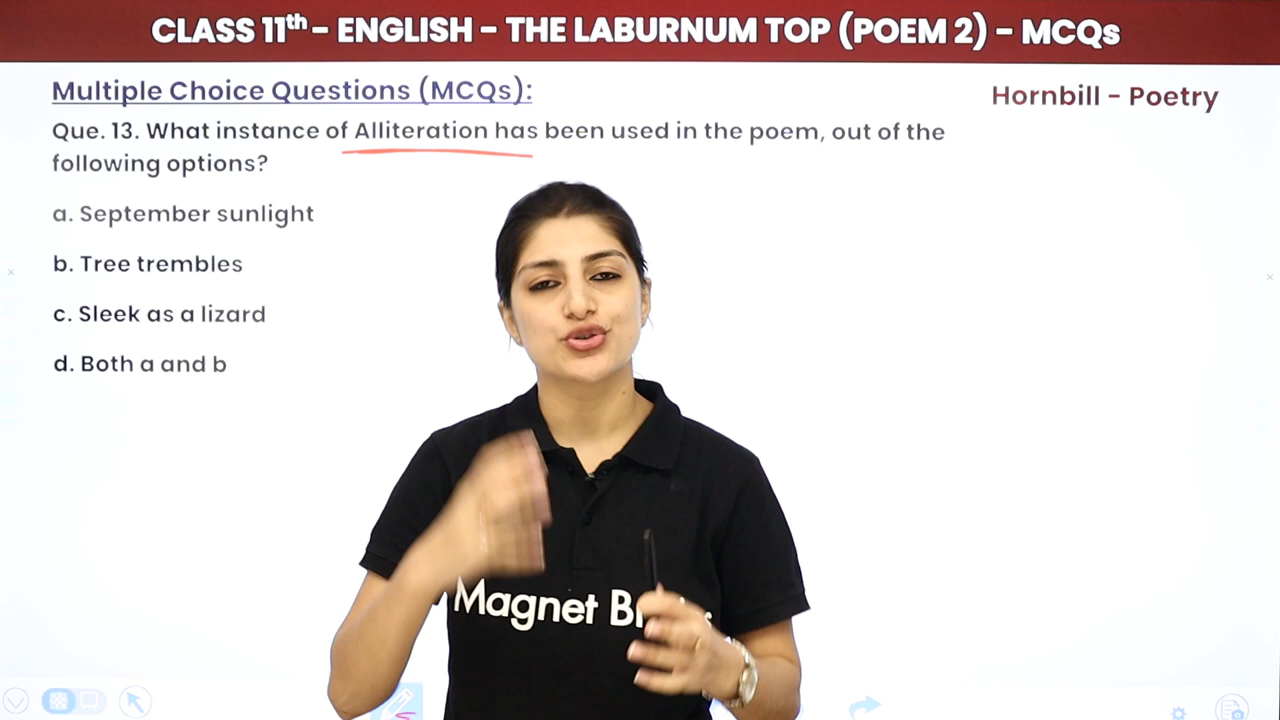 CLASS 11th - ENGLISH - THE LABURNUM TOP (POEM 2) - MCQs
Multiple Choice Questions (MCQs):
Hornbill - Poetry
Que. 13. What instance of Alliteration has been used in the poem, out of the
following options?
a. September sunlight
b. Tree trembles
c. Sleek as a lizard
d. Both a and b
Magnet